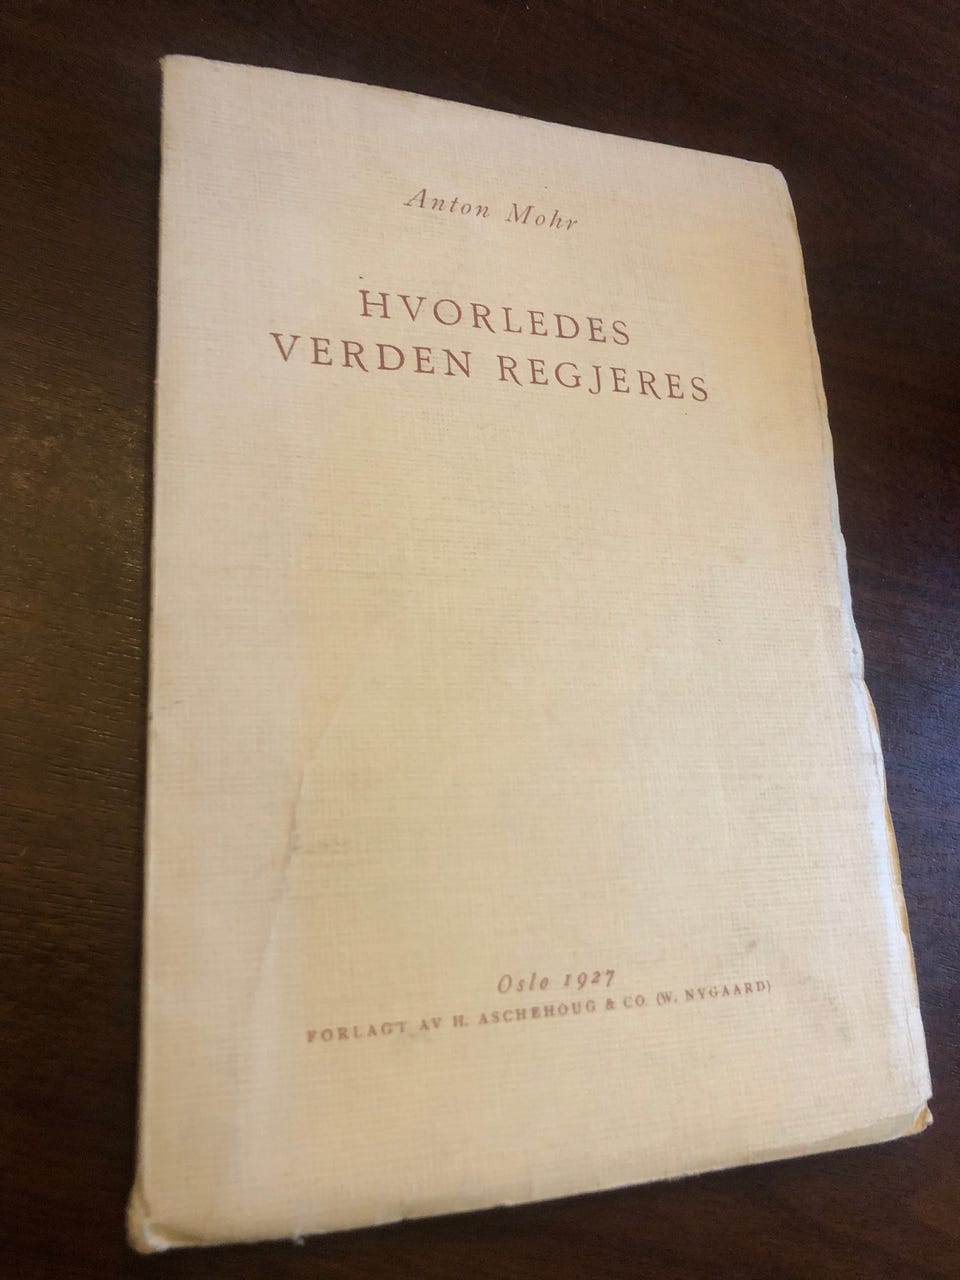 Anton Mohr
HVORLEDES
VERDEN REGJERES
Oslo 1927
FORLAGT AV H. ASCHEHOUG & CO. (W. NYGAARD)